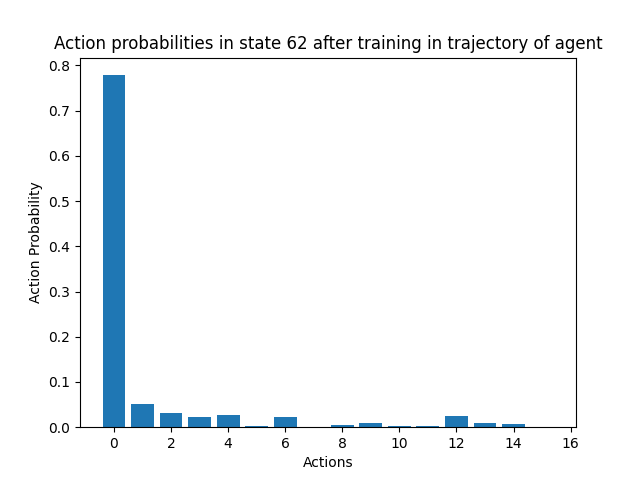 Action probabilities in state 62 after training in trajectory of agent
0.8
0.7
0.6
0.5
0.4
0.3
0.2
0.1
0.0
Action Probability
0 2 4 6 8 10 12 14 16
Actions